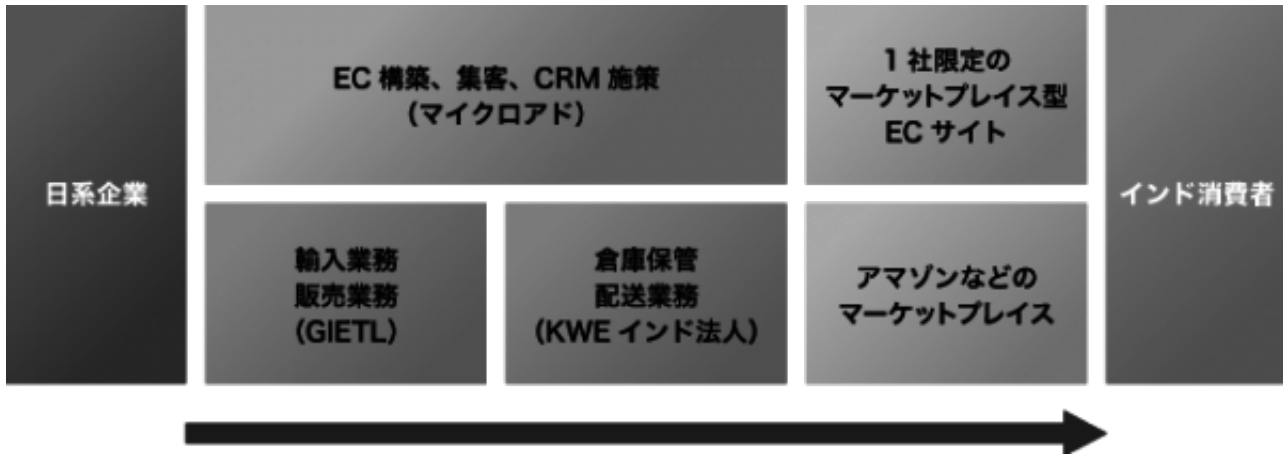 日系企業
EC 構築、集客、CRM 施策
（マイクロアド）
1 社限定の
マーケットプレイス型
EC サイト
輸入業務
販売業務
（GIETL）
倉庫保管
配送業務
（KWE インド法人）
アマゾンなどの
マーケットプレイス
インド消費者